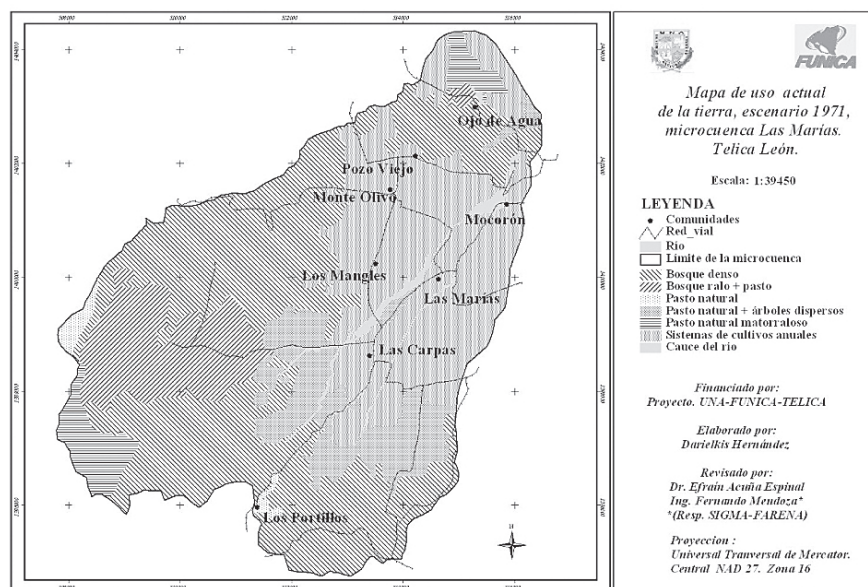 Ojo de Agua
Pozo Viejo
Monte Olivo
Mocorón
Los Mangles
Las Marías
Las Carpas
Los Portillos
N
FUNICA
Mapa de uso actual
de la tierra, escenario 1971,
microcuenca Las Marías.
Telica León.
Escala: 1:39450
LEYENDA
Comunidades
Red_vial
Rio
Limite de la microcuenca
Bosque denso
Bosque ralo + pasto
Pasto natural
Pasto natural + árboles dispersos
Pasto natural matorraloso
Sistemas de cultivos anuales
Cauce del rio
Financiado por:
Proyecto. UNA-FUNICA-TELICA
Elaborado por:
Darielkis Hernández
Revisado por:
Dr. Efraín Acuña Espinal
Ing. Fernando Mendoza*
*(Resp. SIGMA-FARENA)
Proyeccion :
Universal Tranversal de Mercator.
Central NAD 27. Zona 16